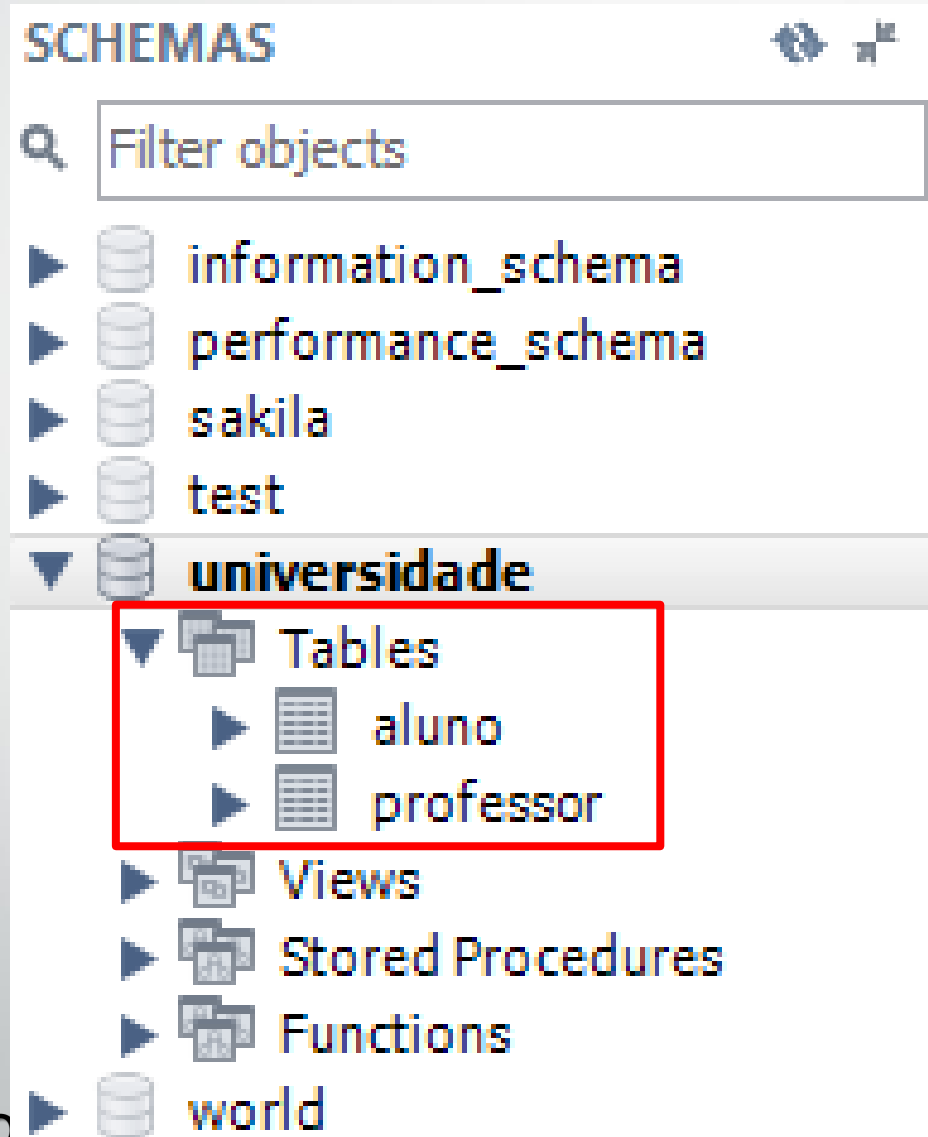 SCHEMAS
Filter objects
information_schema
performance_schema
sakila
test
universidade
Tables
aluno
professor
Views
Stored Procedures
Functions
world